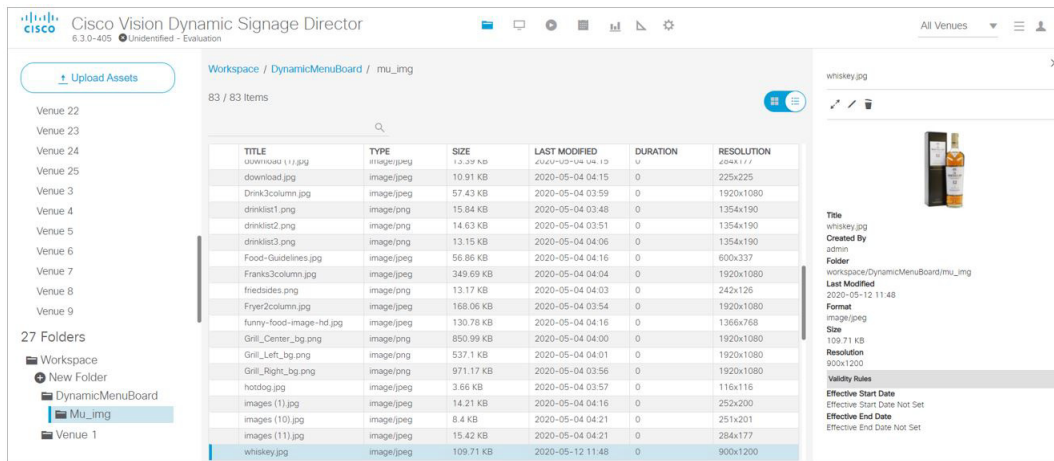 CISCO
Cisco Vision Dynamic Signage Director
6.3.0-405 Unidentified - Evaluation
All Venues
Upload Assets
Venue 22
Venue 23
Venue 24
Venue 25
Venue 3
Venue 4
Venue 5
Venue 6
Venue 7
Venue 8
Venue 9
27 Folders
Workspace
New Folder
DynamicMenuBoard
Mu_img
Venue 1
Workspace / DynamicMenuBoard / mu_img
83 / 83 Items
TITLE TYPE SIZE LAST MODIFIED DURATION RESOLUTION
download (1).jpg image/jpeg 13.39 KB 2020-05-04 04:15 0 284x177
download.jpg image/jpeg 10.91 KB 2020-05-04 04:15 0 225x225
Drink3column.jpg image/jpeg 57.43 KB 2020-05-04 03:59 0 1920x1080
drinklist1.png image/png 15.84 KB 2020-05-04 03:48 0 1354x190
drinklist2.png image/png 14.63 KB 2020-05-04 03:51 0 1354x190
drinklist3.png image/png 13.15 KB 2020-05-04 04:06 0 1354x190
Food-Guidelines.jpg image/jpeg 56.86 KB 2020-05-04 04:16 0 600x337
Franks3column.jpg image/jpeg 349.69 KB 2020-05-04 04:04 0 1920x1080
friedsides.png image/png 13.17 KB 2020-05-04 04:03 0 242x126
Fryer2column.jpg image/jpeg 168.06 KB 2020-05-04 03:54 0 1920x1080
funny-food-image-hd.jpg image/jpeg 130.78 KB 2020-05-04 04:16 0 1366x768
Grill_Center_bg.png image/png 850.99 KB 2020-05-04 04:00 0 1920x1080
Grill_Left_bg.png image/png 537.1 KB 2020-05-04 04:01 0 1920x1080
Grill_Right_bg.png image/png 971.17 KB 2020-05-04 03:56 0 1920x1080
hotdog.jpg image/jpeg 3.66 KB 2020-05-04 03:57 0 116x116
images (1).jpg image/jpeg 14.21 KB 2020-05-04 04:16 0 252x200
images (10).jpg image/jpeg 8.4 KB 2020-05-04 04:21 0 251x201
images (11).jpg image/jpeg 15.42 KB 2020-05-04 04:21 0 284x177
whiskey.jpg image/jpeg 109.71 KB 2020-05-12 11:48 0 900x1200
whiskey.jpg
Title
whiskey.jpg
Created By
admin
Folder
workspace/DynamicMenuBoard/mu_img
Last Modified
2020-05-12 11:48
Format
image/jpeg
Size
109.71 KB
Resolution
900x1200
Validity Rules
Effective Start Date
Effective Start Date Not Set
Effective End Date
Effective End Date Not Set